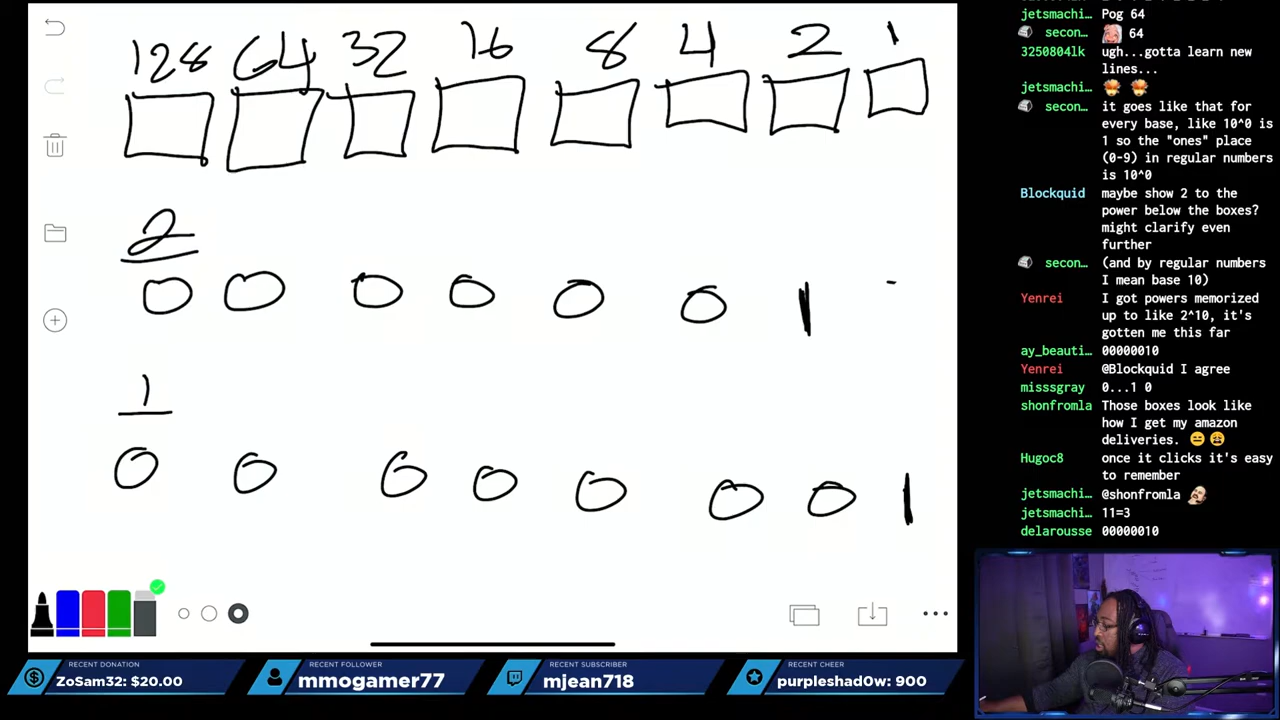 128 64 32 16 8 4 2 1
2
0 0 0 0 0 0 1
1
0 0 0 0 0 0 0 1
jetsmachi… Pog 64
secon… 64
3250804lk ugh...gotta learn new
lines...
jetsmachi…
secon… it goes like that for
every base, like 10^0 is
1 so the "ones" place
(0-9) in regular numbers
is 10^0
Blockquid maybe show 2 to the
power below the boxes?
might clarify even
further
secon… (and by regular numbers
I mean base 10)
Yenrei I got powers memorized
up to like 2^10, it's
gotten me this far
ay_beauti… 00000010
Yenrei @Blockquid I agree
misssgray 0...1 0
shonfromla Those boxes look like
how I get my amazon
deliveries.
Hugoc8 once it clicks it's easy
to remember
jetsmachi… @shonfromla
jetsmachi… 11=3
delarousse 00000010
RECENT DONATION
ZoSam32: $20.00
RECENT FOLLOWER
mmogamer77
RECENT SUBSCRIBER
mjean718
RECENT CHEER
purpleshad0w: 900